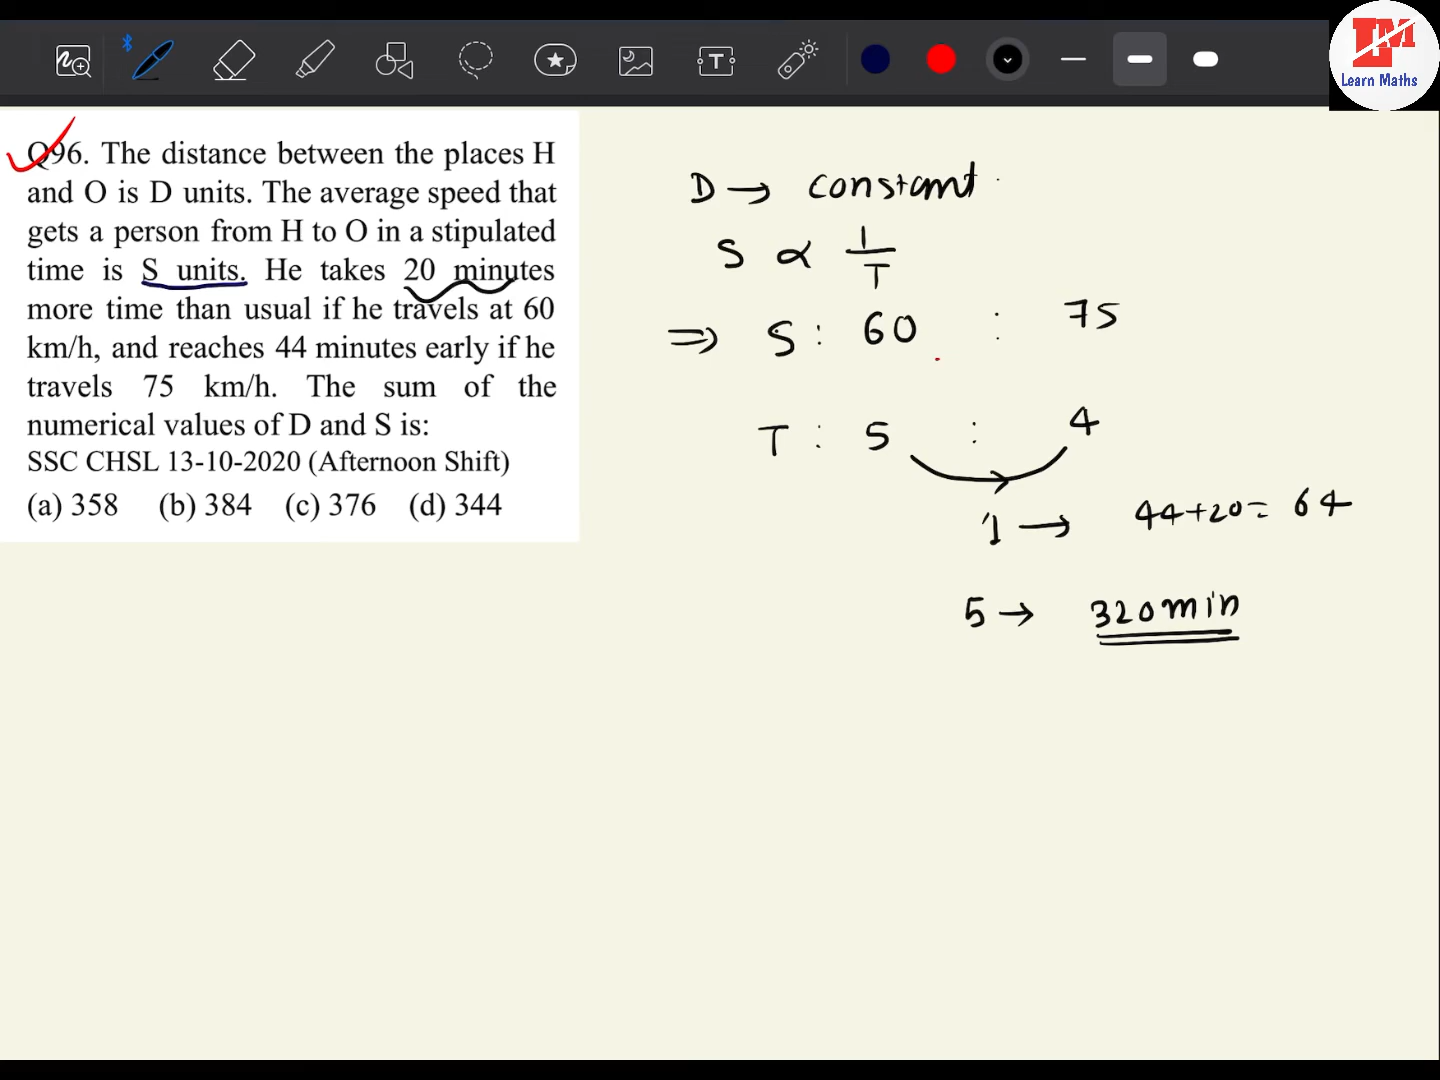 LM
Learn Maths
Q96. The distance between the places H
and O is D units. The average speed that
gets a person from H to O in a stipulated
time is S units. He takes 20 minutes
more time than usual if he travels at 60
km/h, and reaches 44 minutes early if he
travels 75 km/h. The sum of the
numerical values of D and S is:
SSC CHSL 13-10-2020 (Afternoon Shift)
(a) 358 (b) 384 (c) 376 (d) 344
D → constant
S ∝ 1/T
⇒ S : 60 : 75
T : 5 : 4
1 → 44+20= 64
5 → 320min